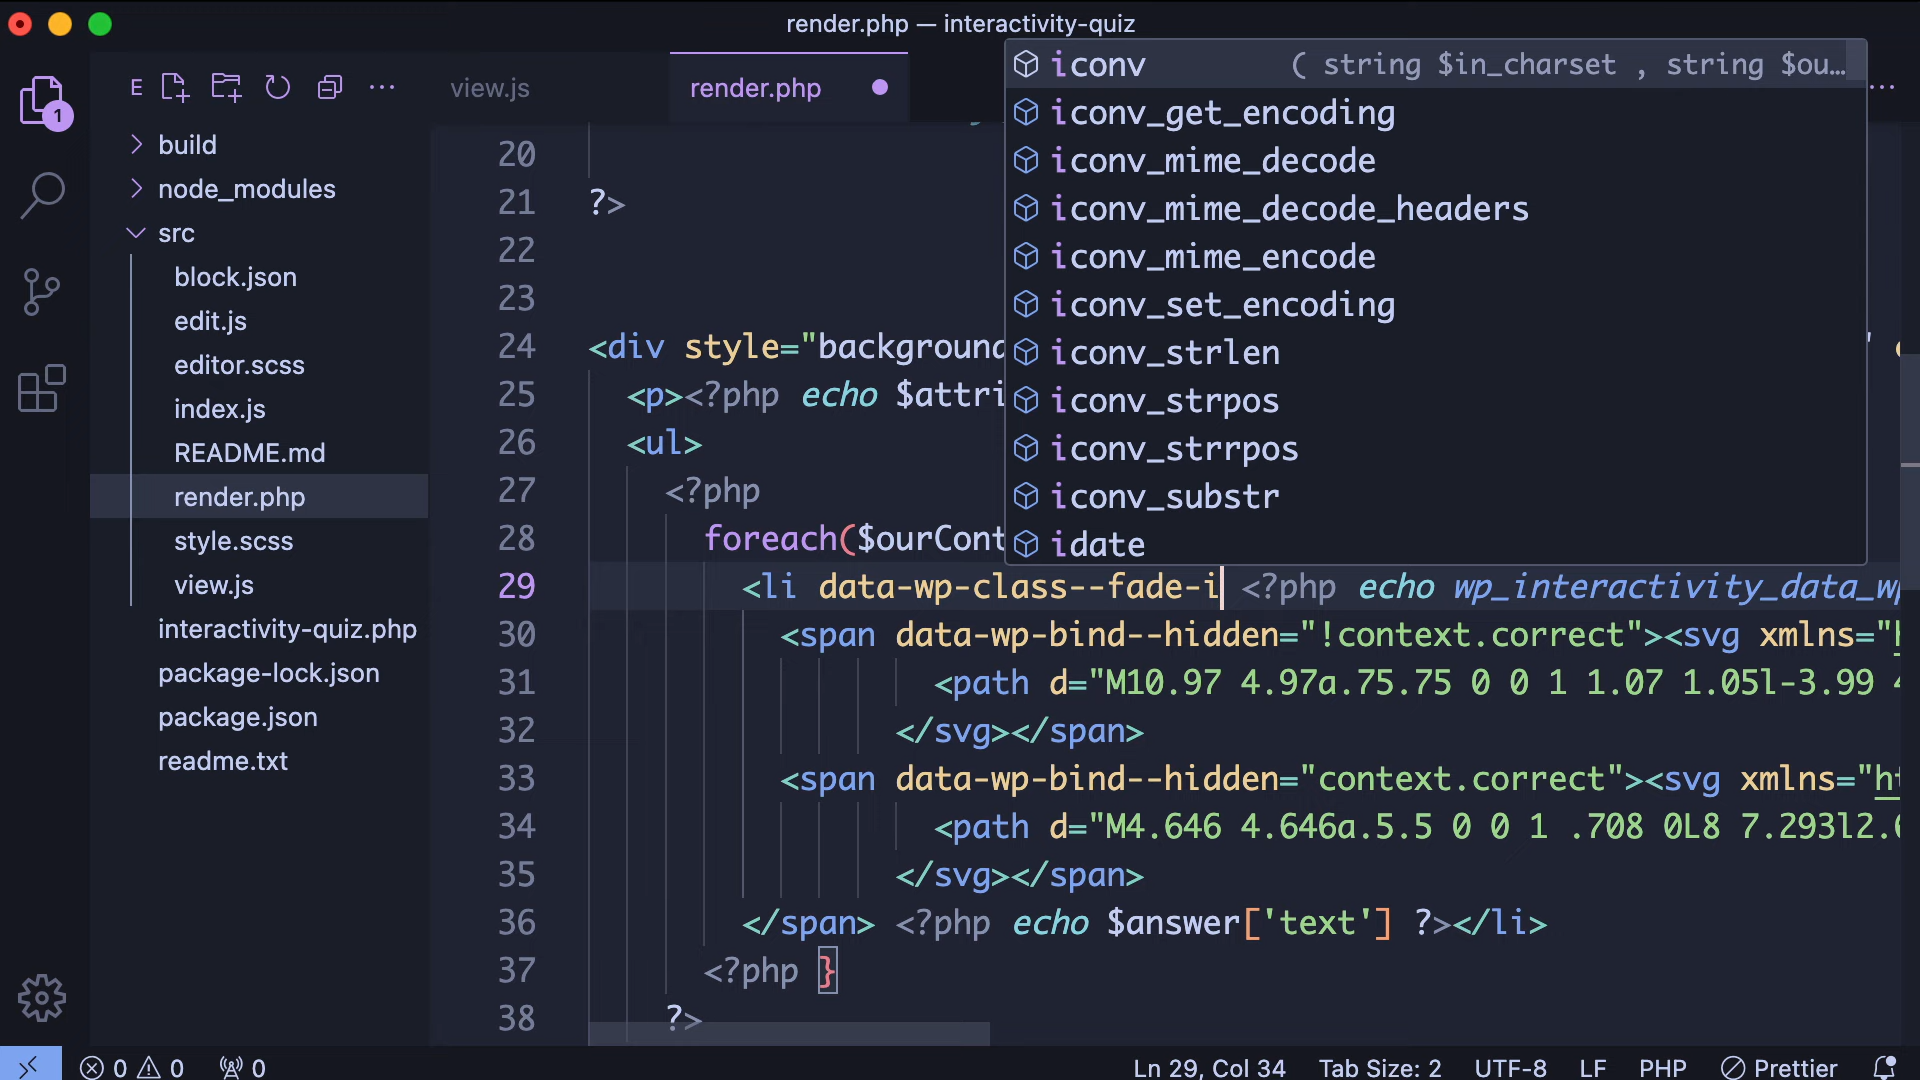 render.php — interactivity-quiz
E
view.js
render.php
1
build
node_modules
src
block.json
edit.js
editor.scss
index.js
README.md
render.php
style.scss
view.js
interactivity-quiz.php
package-lock.json
package.json
readme.txt
iconv ( string $in_charset , string $ou…
iconv_get_encoding
iconv_mime_decode
iconv_mime_decode_headers
iconv_mime_encode
iconv_set_encoding
iconv_strlen
iconv_strpos
iconv_strrpos
iconv_substr
idate
20
21 ?>
22
23
24 <div style="background
25 <p><?php echo $attri
26 <ul>
27 <?php
28 foreach($ourCont
29 <li data-wp-class--fade-i <?php echo wp_interactivity_data_wp
30 <span data-wp-bind--hidden="!context.correct"><svg xmlns="h
31 <path d="M10.97 4.97a.75.75 0 0 1 1.07 1.05l-3.99 4
32 </svg></span>
33 <span data-wp-bind--hidden="context.correct"><svg xmlns="ht
34 <path d="M4.646 4.646a.5.5 0 0 1 .708 0L8 7.293l2.6
35 </svg></span>
36 </span> <?php echo $answer['text'] ?></li>
37 <?php }
38 ?>
0 0 0 Ln 29, Col 34 Tab Size: 2 UTF-8 LF PHP Prettier